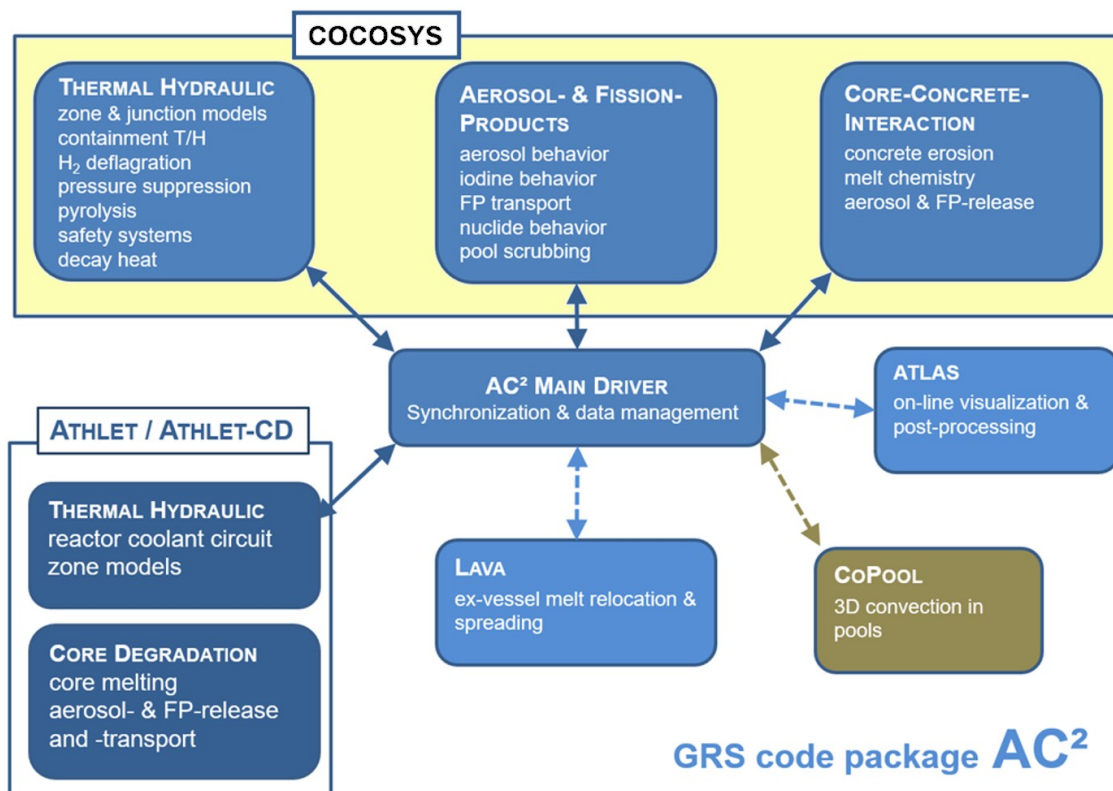 COCOSYS
THERMAL HYDRAULIC
zone & junction models
containment T/H
H₂ deflagration
pressure suppression
pyrolysis
safety systems
decay heat
AEROSOL- & FISSION-
PRODUCTS
aerosol behavior
iodine behavior
FP transport
nuclide behavior
pool scrubbing
CORE-CONCRETE-
INTERACTION
concrete erosion
melt chemistry
aerosol & FP-release
AC² MAIN DRIVER
Synchronization & data management
ATLAS
on-line visualization &
post-processing
ATHLET / ATHLET-CD
THERMAL HYDRAULIC
reactor coolant circuit
zone models
CORE DEGRADATION
core melting
aerosol- & FP-release
and -transport
LAVA
ex-vessel melt relocation &
spreading
COPOOL
3D convection in
pools
GRS code package AC²